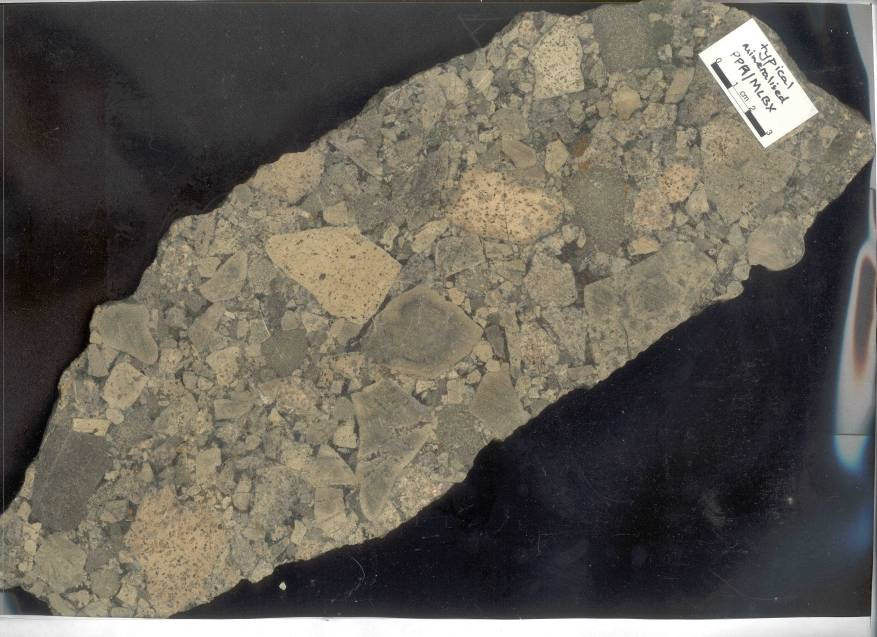 typical
mineralised
PPA/MLBX
0 1 cm 2 3